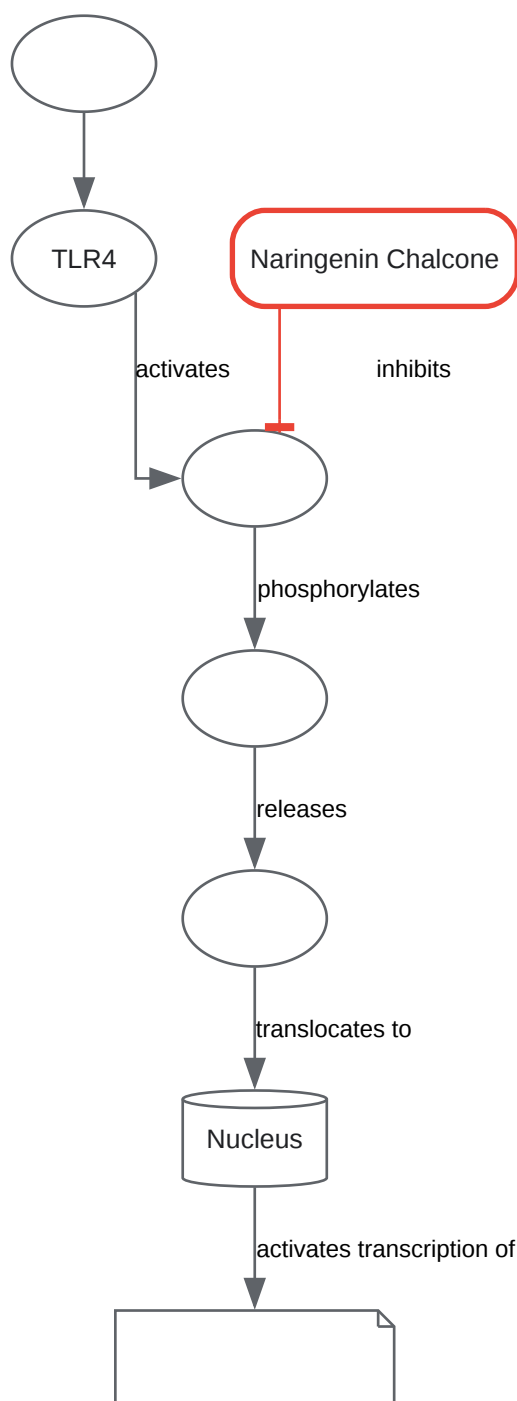 TLR4
Naringenin Chalcone
activates
inhibits
phosphorylates
releases
translocates to
Nucleus
activates transcription of